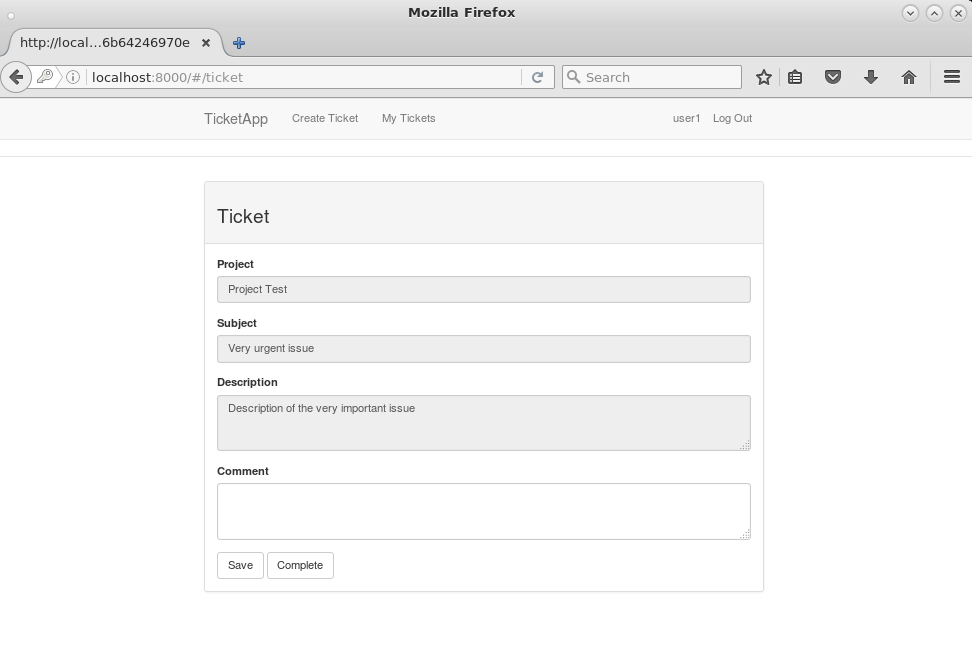 Mozilla Firefox
http://local...6b64246970e
localhost:8000/#/ticket
Search
TicketApp Create Ticket My Tickets user1 Log Out
Ticket
Project
Project Test
Subject
Very urgent issue
Description
Description of the very important issue
Comment
Save Complete